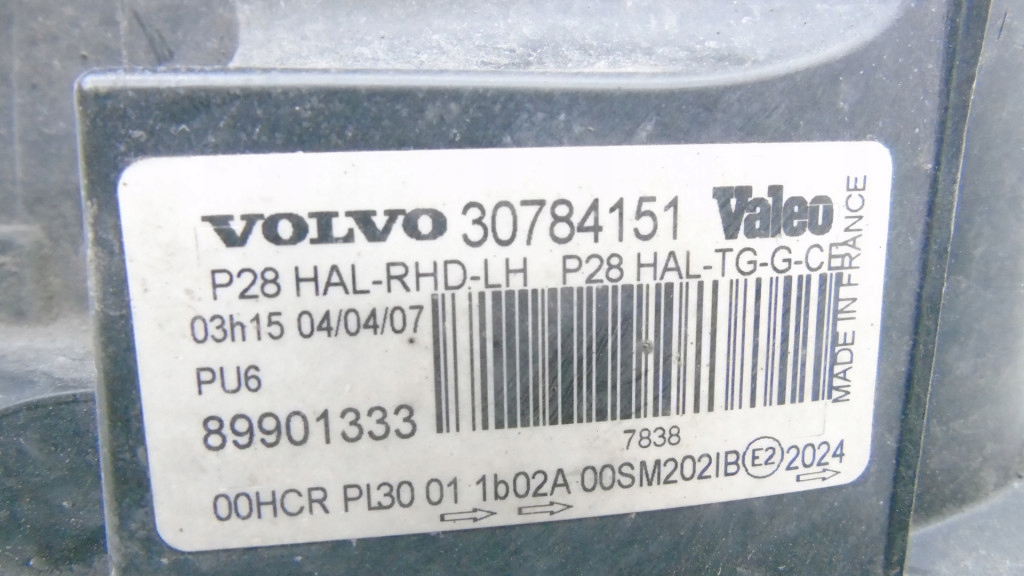 VOLVO 30784151 Valeo
P28 HAL-RHD-LH P28 HAL-TG-G-CE
03h15 04/04/07
PU6
89901333
7838
00HCR PL30 01 1b02A 00SM202IB E2 2024
MADE IN FRANCE